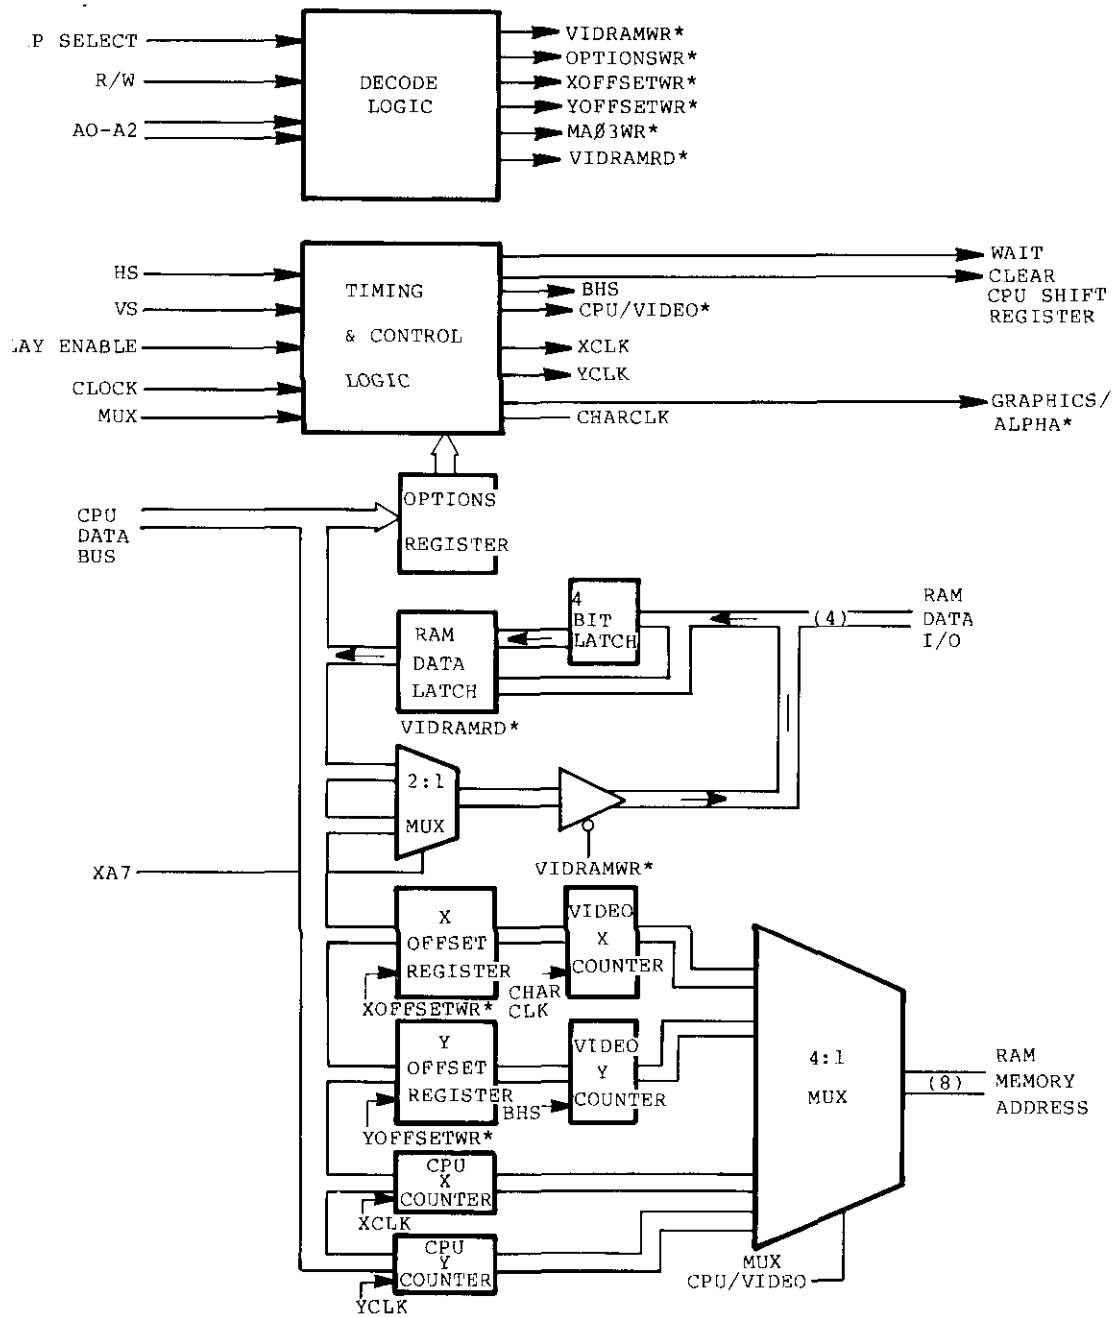 P SELECT
R/W
AO-A2
DECODE
LOGIC
VIDRAMWR*
OPTIONSWR*
XOFFSETWR*
YOFFSETWR*
MAØ3WR*
VIDRAMRD*
HS
VS
LAY ENABLE
CLOCK
MUX
TIMING
& CONTROL
LOGIC
WAIT
CLEAR
CPU SHIFT
REGISTER
BHS
CPU/VIDEO*
XCLK
YCLK
CHARCLK
GRAPHICS/
ALPHA*
OPTIONS
REGISTER
CPU
DATA
BUS
4
BIT
LATCH
(4)
RAM
DATA
I/O
RAM
DATA
LATCH
VIDRAMRD*
2:1
MUX
VIDRAMWR*
XA7
X
OFFSET
REGISTER
XOFFSETWR*
VIDEO
X
COUNTER
CHAR
CLK
Y
OFFSET
REGISTER
YOFFSETWR*
VIDEO
Y
COUNTER
BHS
4:1
MUX
(8)
RAM
MEMORY
ADDRESS
CPU
X
COUNTER
XCLK
CPU
Y
COUNTER
YCLK
MUX
CPU/VIDEO